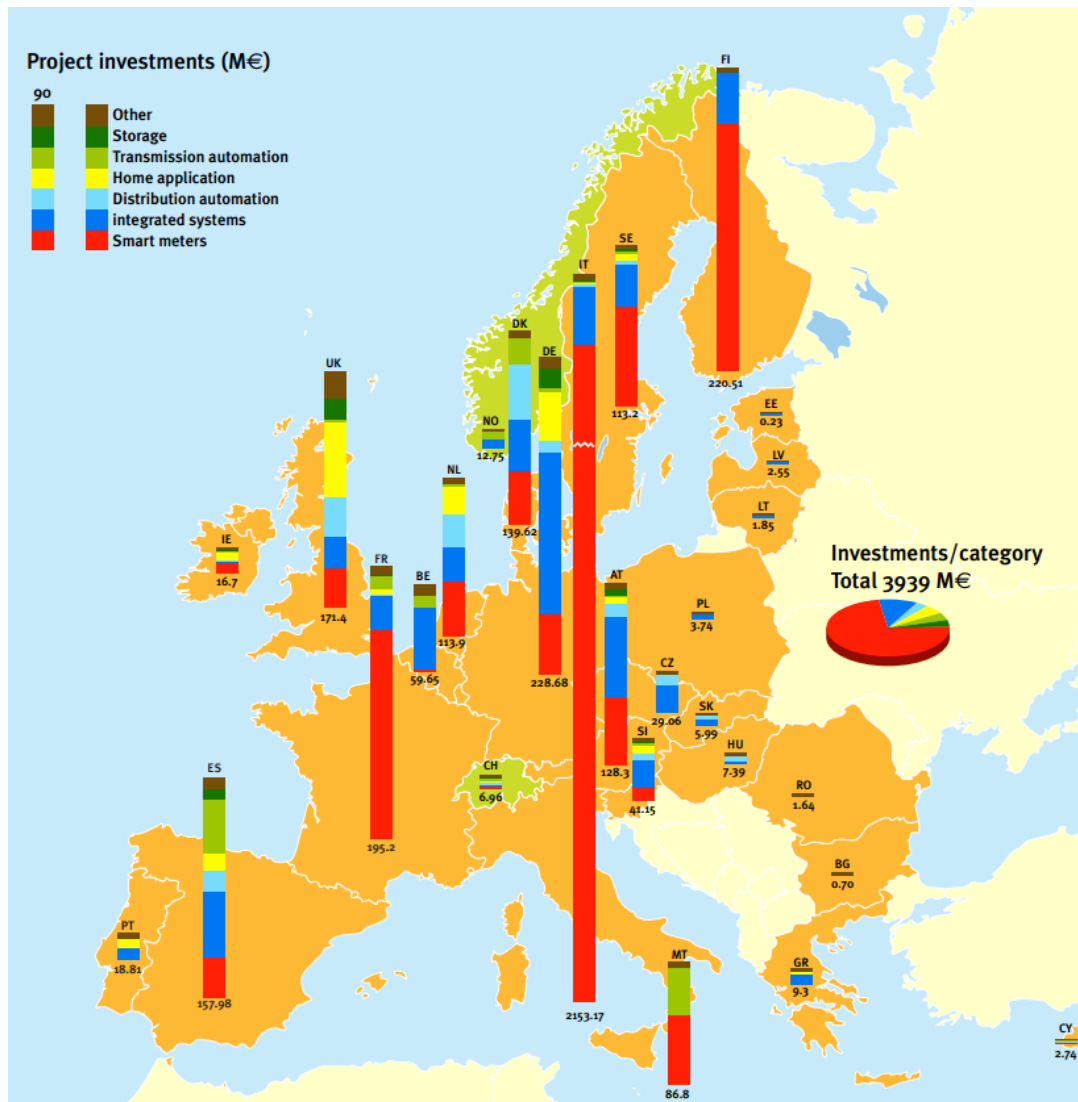 Project investments (M€)
90
Other
Storage
Transmission automation
Home application
Distribution automation
integrated systems
Smart meters
FI
220.51
SE
113.2
IT
2153.17
DK
139.62
DE
228.68
UK
171.4
NO
12.75
EE
0.23
LV
2.55
LT
1.85
NL
113.9
IE
16.7
FR
195.2
BE
59.65
Investments/category
Total 3939 M€
AT
128.3
PL
3.74
CZ
29.06
SK
5.99
SI
41.15
HU
7.39
CH
6.96
ES
157.98
RO
1.64
BG
0.70
PT
18.81
MT
86.8
GR
9.3
CY
2.74